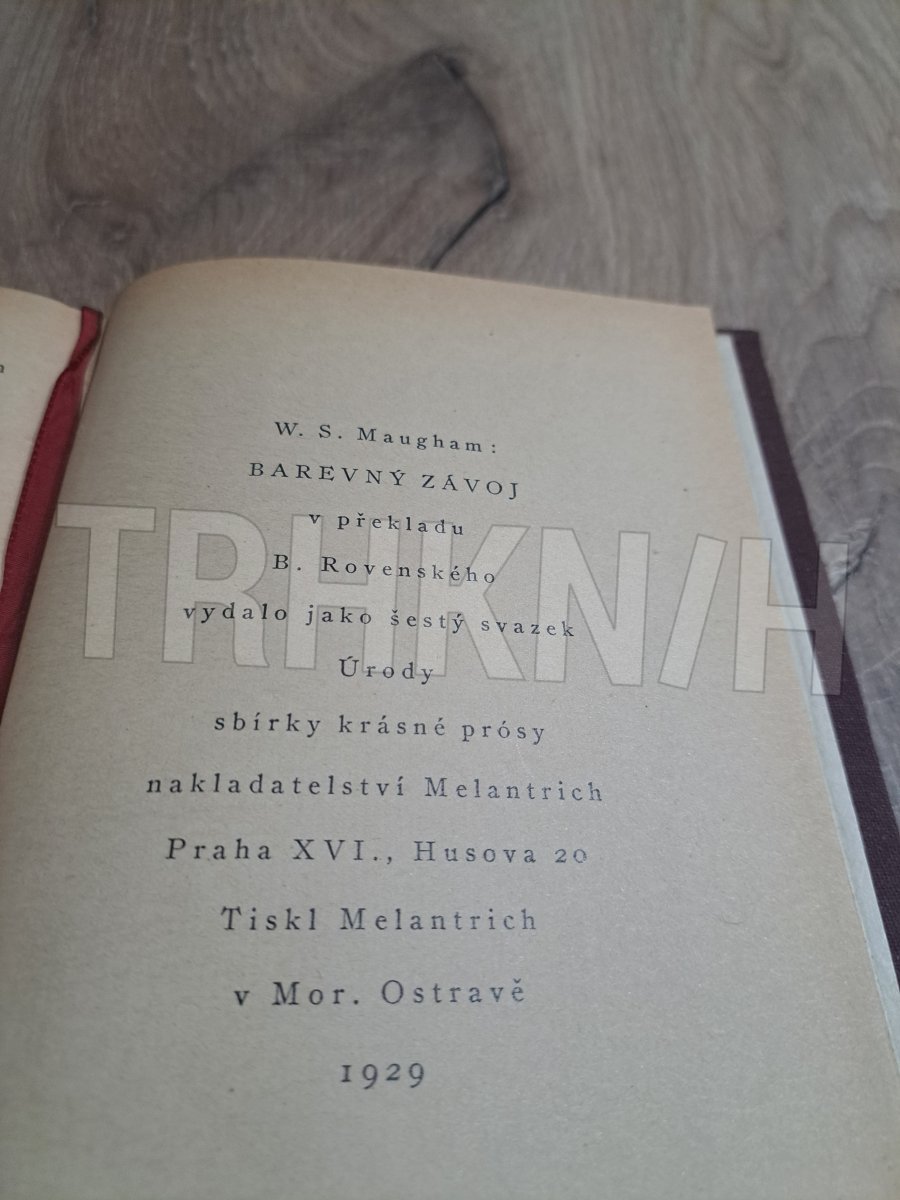 W. S. Maugham:
BAREVNÝ ZÁVOJ
v překladu
B. Rovenského
vydalo jako šestý svazek
Úrody
sbírky krásné prósy
nakladatelství Melantrich
Praha XVI., Husova 20
Tiskl Melantrich
v Mor. Ostravě
1929
TRHKN/H